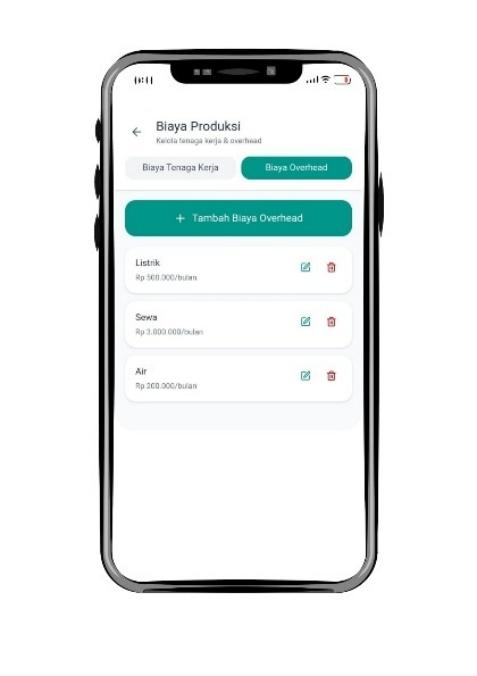 Biaya Produksi
Kelola tenaga kerja & overhead
Biaya Tenaga Kerja
Biaya Overhead
+ Tambah Biaya Overhead
Listrik
Rp 500.000/bulan
Sewa
Rp 3.000.000/bulan
Air
Rp 200.000/bulan